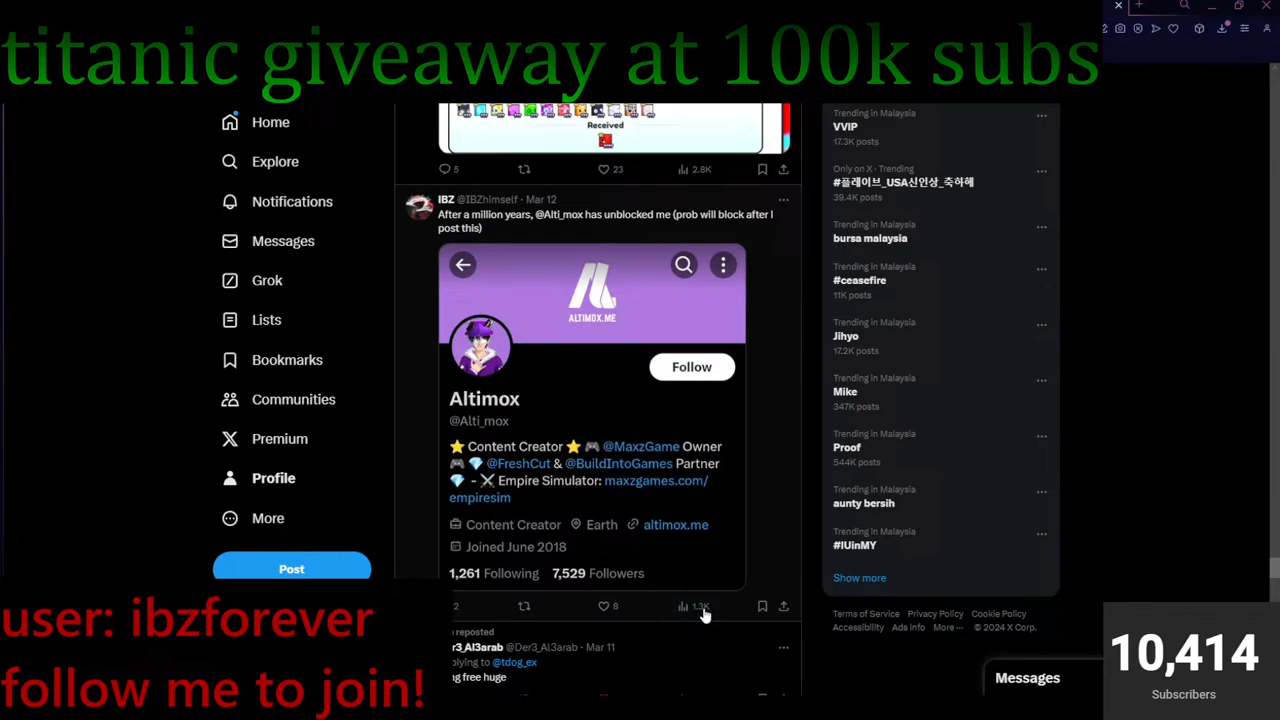 titanic giveaway at 100k subs
Home
Explore
Notifications
Messages
Grok
Lists
Bookmarks
Communities
Premium
Profile
More
Post
user: ibzforever
follow me to join!
Received
5
23
2.8K
IBZ @IBZhimself · Mar 12
After a million years, @Alti_mox has unblocked me (prob will block after I
post this)
ALTIMOX.ME
Follow
Altimox
@Alti_mox
⭐ Content Creator ⭐ 🎮 @MaxzGame Owner
🎮 💎 @FreshCut & @BuildIntoGames Partner
💎 - ⚔ Empire Simulator: maxzgames.com/
empiresim
Content Creator Earth altimox.me
Joined June 2018
1,261 Following 7,529 Followers
2
8
1.3K
reposted
r3_Al3arab @Der3_Al3arab · Mar 11
plying to @tdog_ex
ng free huge
Trending in Malaysia
VVIP
17.3K posts
Only on X · Trending
#플레이브_USA신인상_축하해
39.4K posts
Trending in Malaysia
bursa malaysia
Trending in Malaysia
#ceasefire
11K posts
Trending in Malaysia
Jihyo
17.2K posts
Trending in Malaysia
Mike
347K posts
Trending in Malaysia
Proof
544K posts
Trending in Malaysia
aunty bersih
Trending in Malaysia
#IUinMY
Show more
Terms of Service Privacy Policy Cookie Policy
Accessibility Ads info More ··· © 2024 X Corp.
Messages
10,414
Subscribers